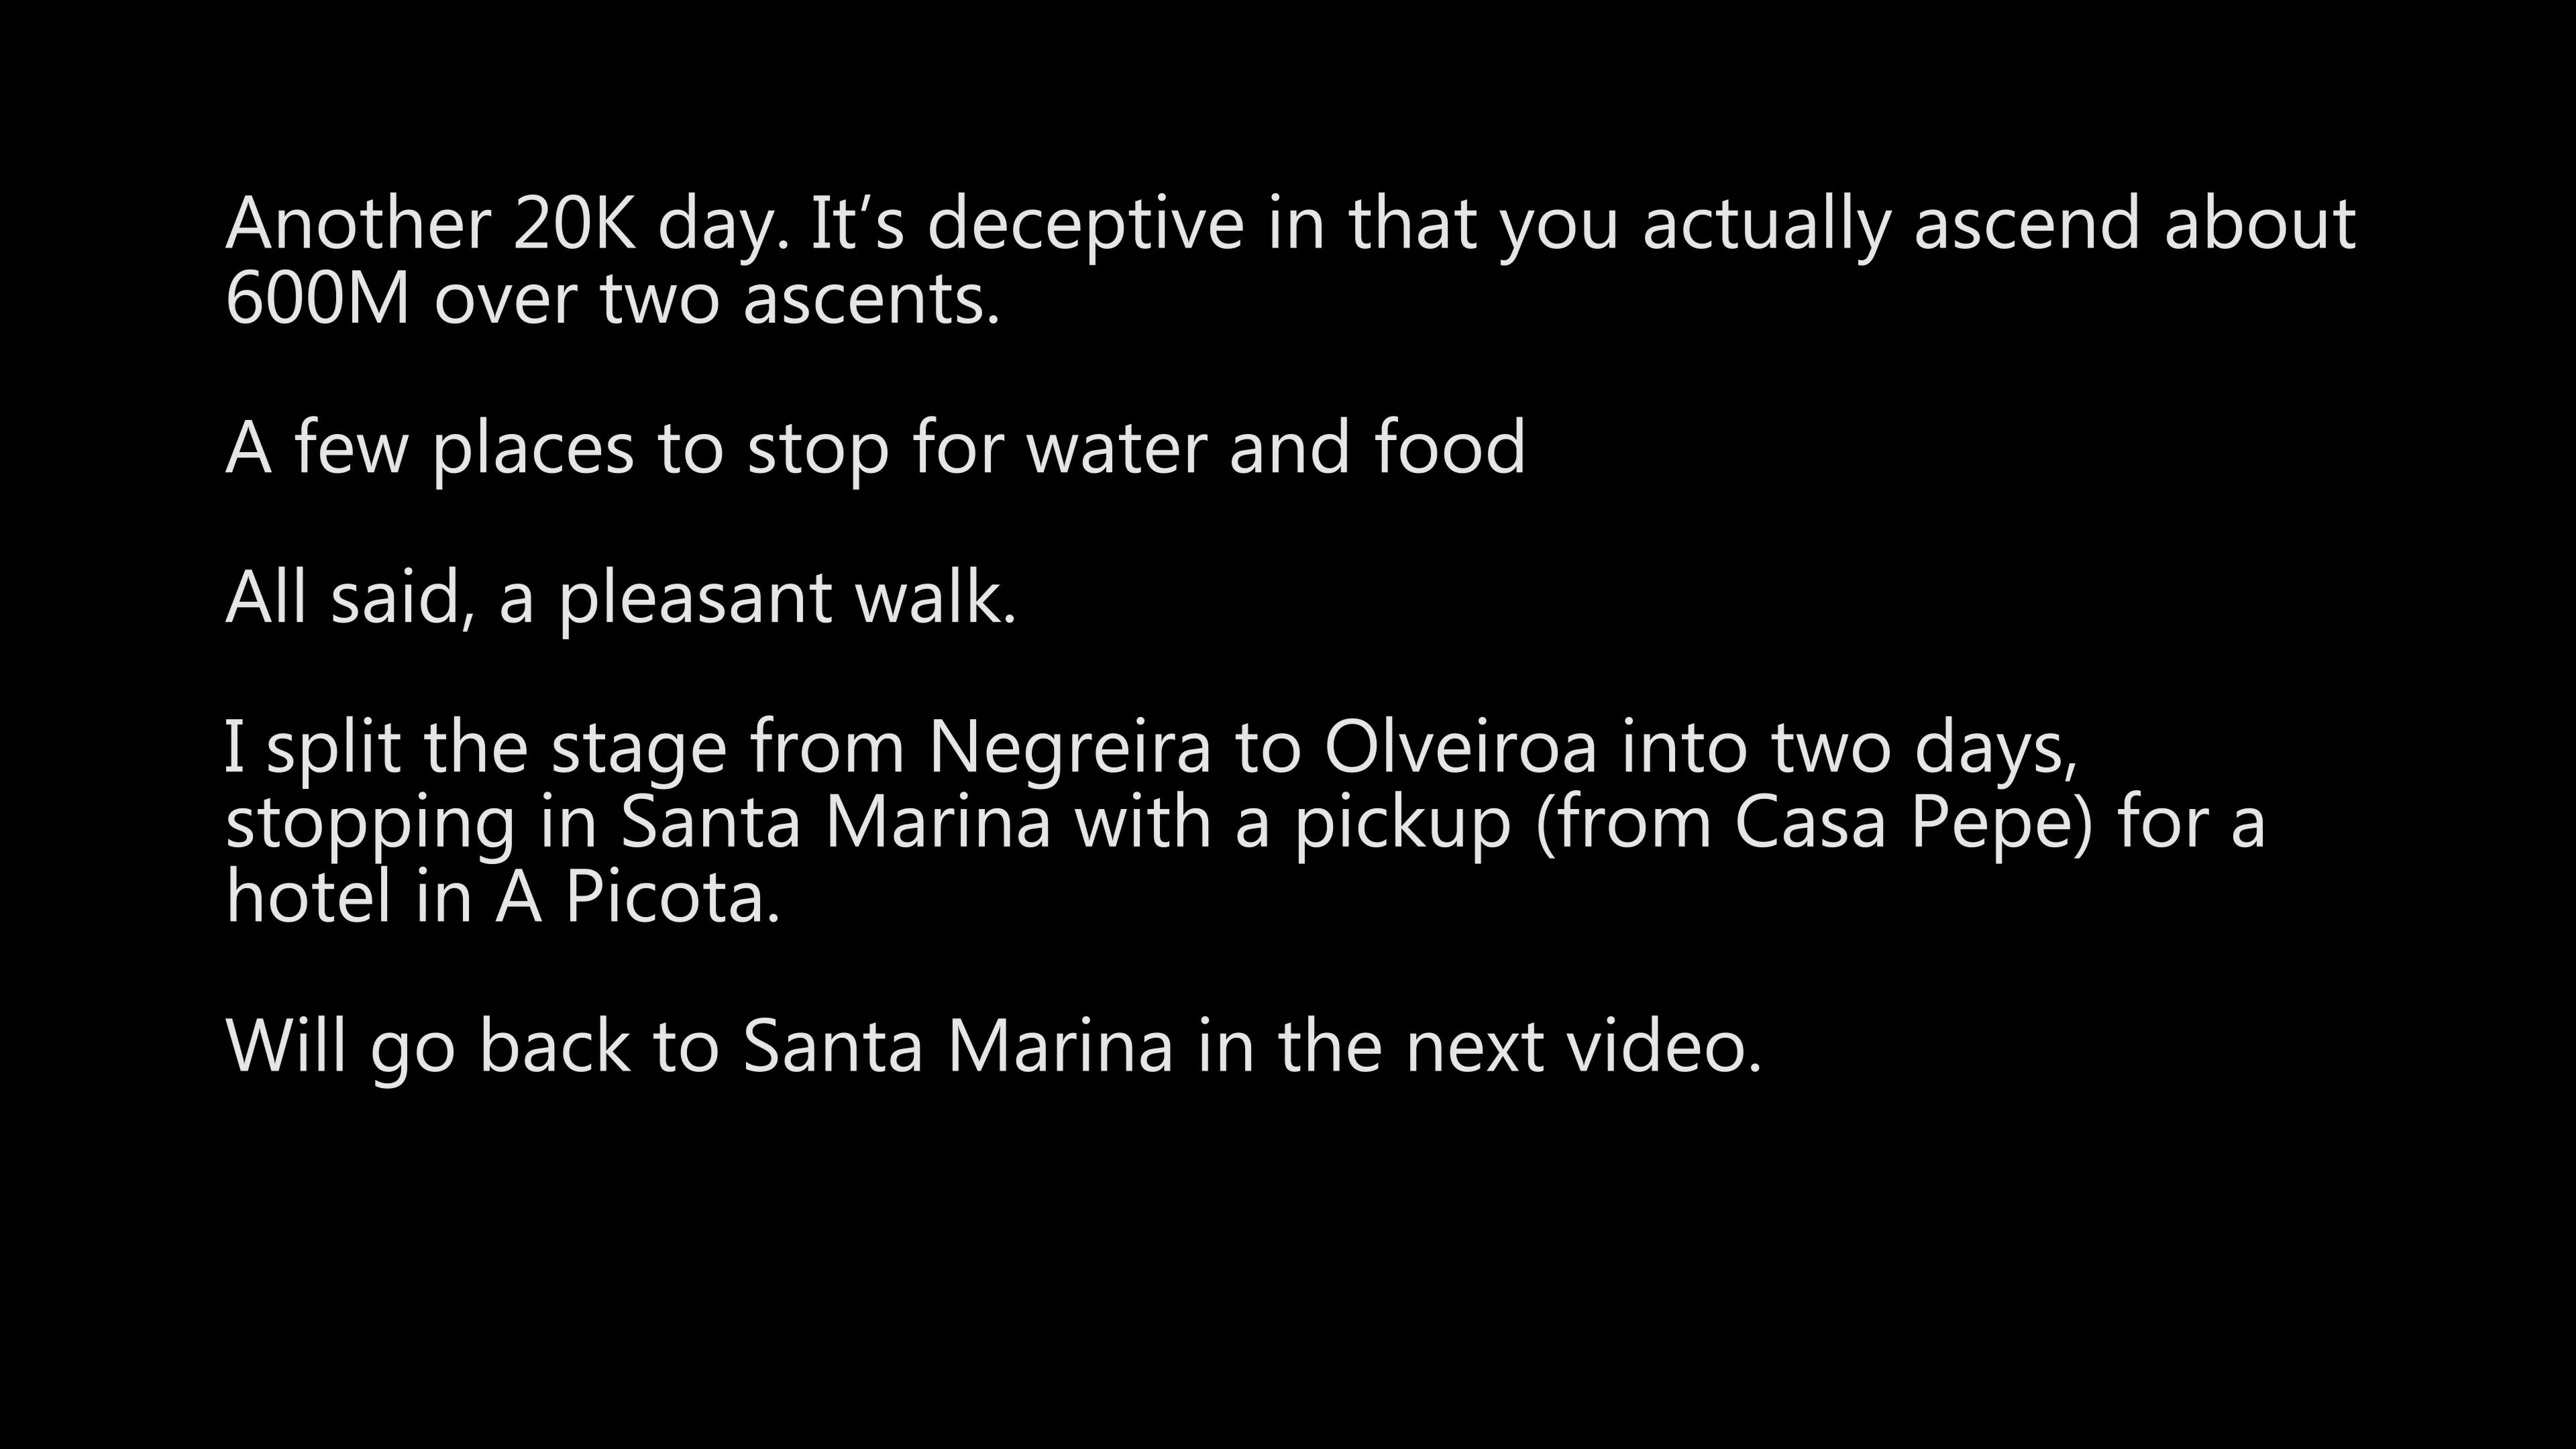 Another 20K day. It’s deceptive in that you actually ascend about
600M over two ascents.
A few places to stop for water and food
All said, a pleasant walk.
I split the stage from Negreira to Olveiroa into two days,
stopping in Santa Marina with a pickup (from Casa Pepe) for a
hotel in A Picota.
Will go back to Santa Marina in the next video.